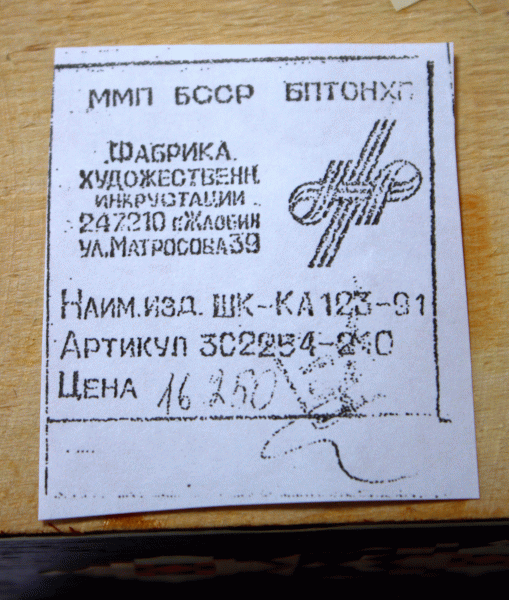 ММП БССР БПТОНХП
ФАБРИКА
ХУДОЖЕСТВЕНН.
ИНКРУСТАЦИИ
247210 г.ЖЛОБИН
УЛ.МАТРОСОВА 39
НАИМ.ИЗД. ШК-КА 123-91
АРТИКУЛ 302254-210
ЦЕНА 16 250